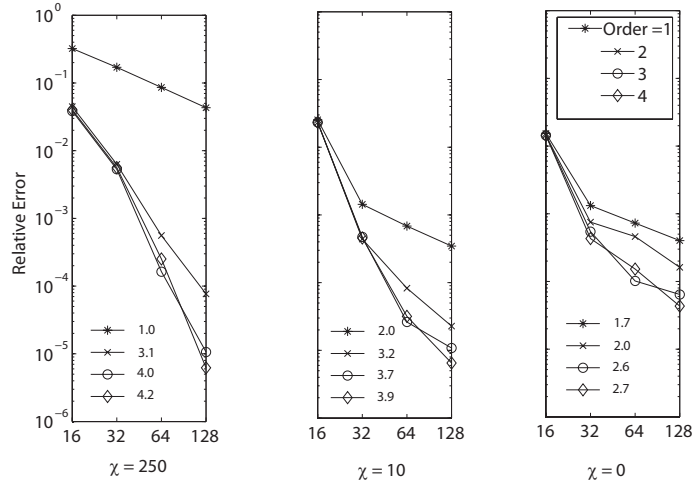 Relative Error
10^0
10^-1
10^-2
10^-3
10^-4
10^-5
10^-6
1.0
3.1
4.0
4.2
16 32 64 128
χ = 250
2.0
3.2
3.7
3.9
16 32 64 128
χ = 10
Order =1
2
3
4
1.7
2.0
2.6
2.7
16 32 64 128
χ = 0